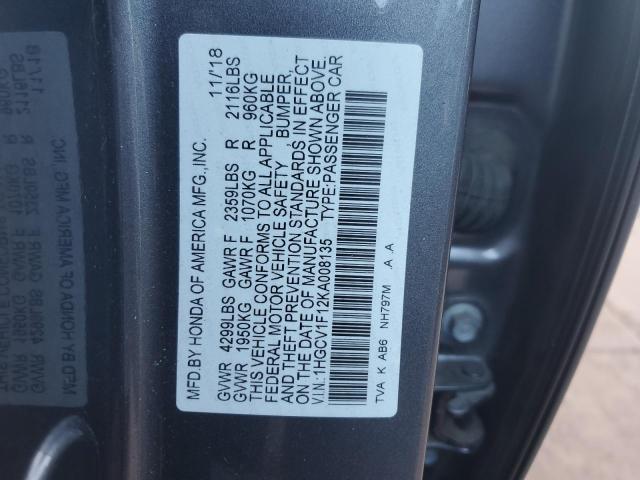 MFD.BY HONDA OF AMERICA MFG.,INC. 11/18
GVWR 4299LBS GAWR F 2359LBS R 2116LBS
GVWR 1950KG GAWR F 1070KG R 960KG
THIS VEHICLE CONFORMS TO ALL APPLICABLE
FEDERAL MOTOR VEHICLE SAFETY , BUMPER,
AND THEFT PREVENTION STANDARDS IN EFFECT
ON THE DATE OF MANUFACTURE SHOWN ABOVE.
V.I.N.:1HGCV1F12KA008135 TYPE:PASSENGER CAR
TVA K AB6 NH797M .A .A